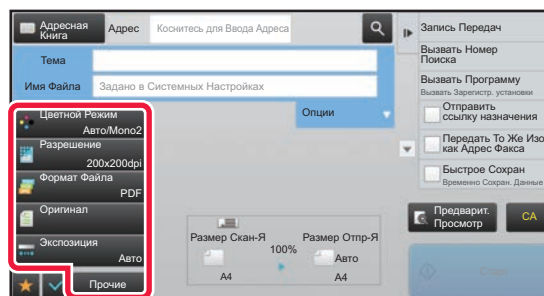 Адресная
Книга
Адрес
Коснитесь для Ввода Адреса
Тема
Имя Файла
Задано в Системных Настройках
Опции
Цветной Режим
Авто/Mono2
Разрешение
200x200dpi
Формат Файла
PDF
Оригинал
Экспозиция
Авто
Прочие
Размер Скан-Я
100%
Размер Отпр-Я
Авто
A4
A4
Запись Передач
Вызвать Номер
Поиска
Вызвать Программу
Вызвать Зарегистр. установки
Отправить
ссылку назначения
Передать То Же Изо
как Адрес Факса
Быстрое Сохран
Временно Сохран. Данные
Предварит.
Просмотр
CA
Старт